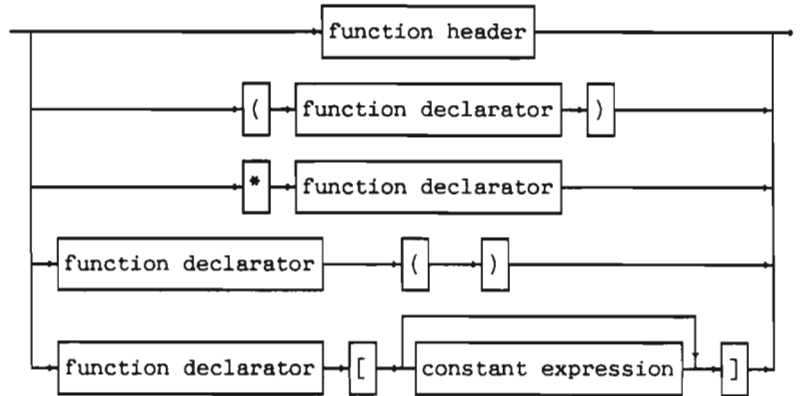 function header
( function declarator )
* function declarator
function declarator ( )
function declarator [ constant expression ]